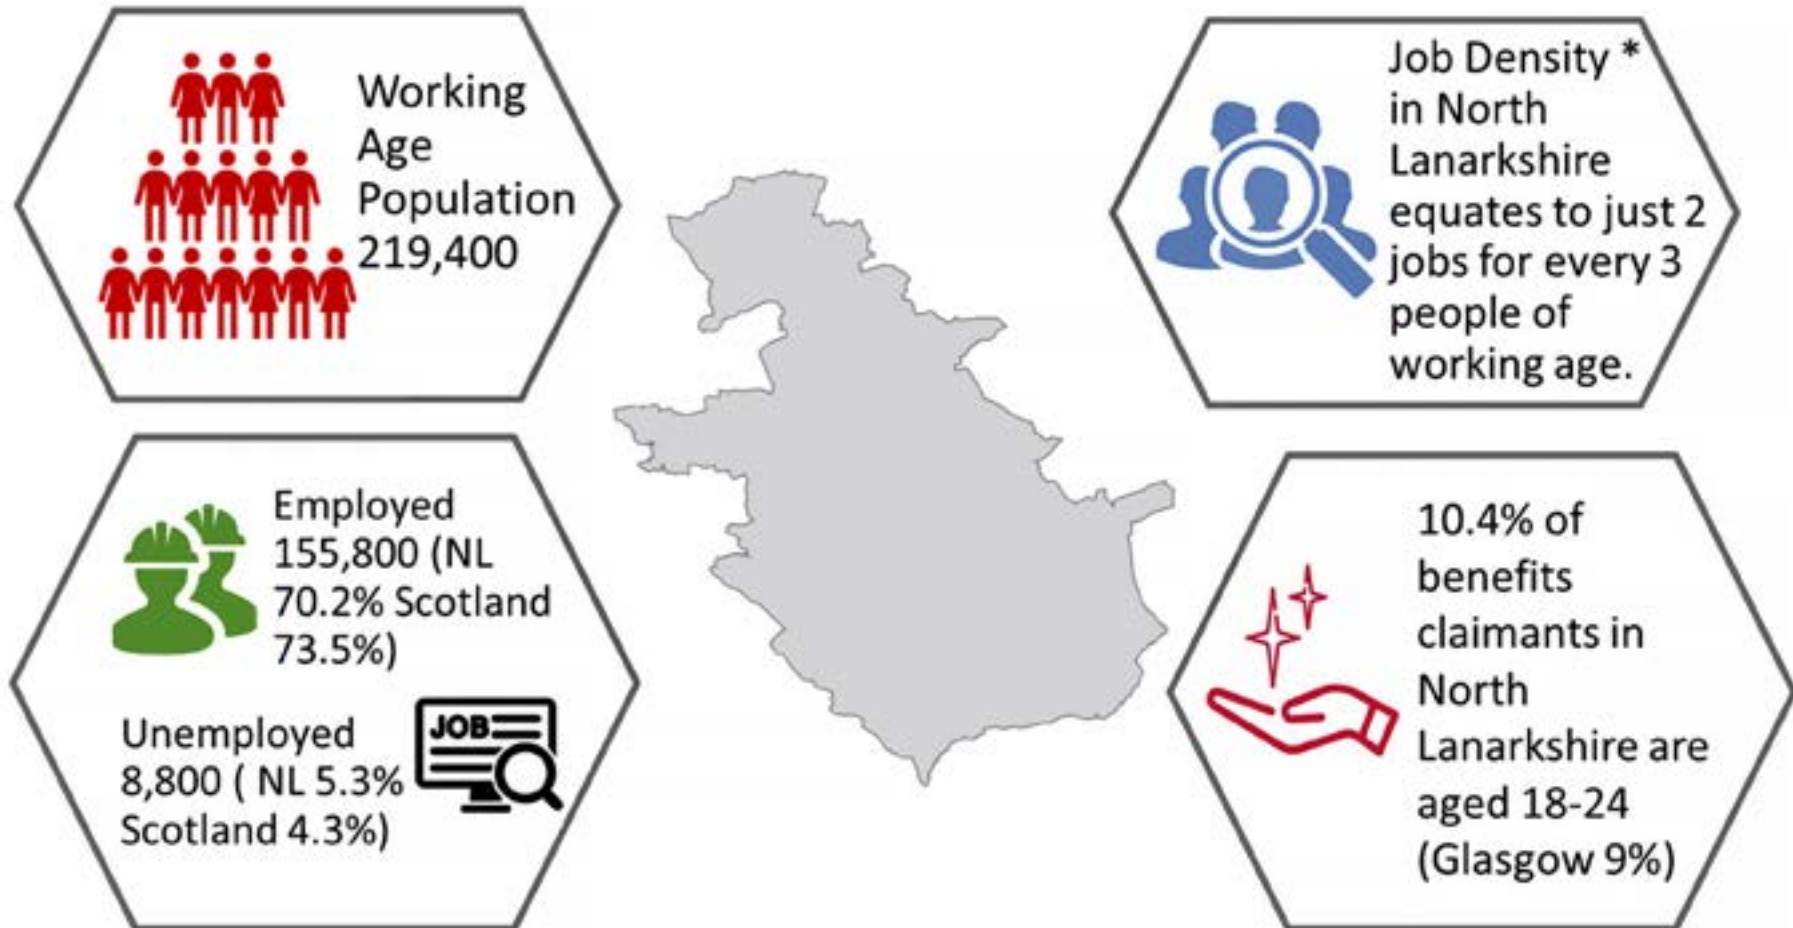 Working
Age
Population
219,400
Job Density *
in North
Lanarkshire
equates to just 2
jobs for every 3
people of
working age.
Employed
155,800 (NL
70.2% Scotland
73.5%)
Unemployed
8,800 ( NL 5.3%
Scotland 4.3%)
JOB
10.4% of
benefits
claimants in
North
Lanarkshire are
aged 18-24
(Glasgow 9%)